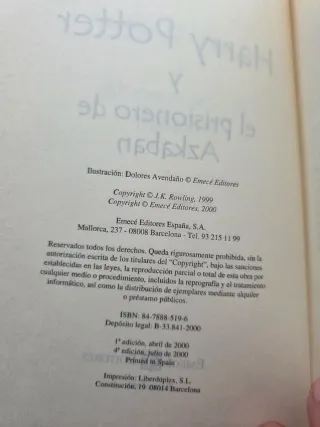 Harry Potter
y
el prisionero de
Azkaban
Ilustración: Dolores Avendaño © Emecé Editores
Copyright © J.K. Rowling, 1999
Copyright © Emecé Editores, 2000
Emecé Editores España, S.A.
Mallorca, 237 - 08008 Barcelona - Tel. 93 215 11 99
Reservados todos los derechos. Queda rigurosamente prohibida, sin la
autorización escrita de los titulares del "Copyright", bajo las sanciones
establecidas en las leyes, la reproducción parcial o total de esta obra por
cualquier medio o procedimiento, incluidos la reprografía y el tratamiento
informático, así como la distribución de ejemplares mediante alquiler
o préstamo públicos.
ISBN: 84-7888-519-6
Depósito legal: B-33.841-2000
1ª edición, abril de 2000
4ª edición, julio de 2000
Printed in Spain
Impresión: Liberdúplex, S.L.
Constitución, 19 -08014 Barcelona